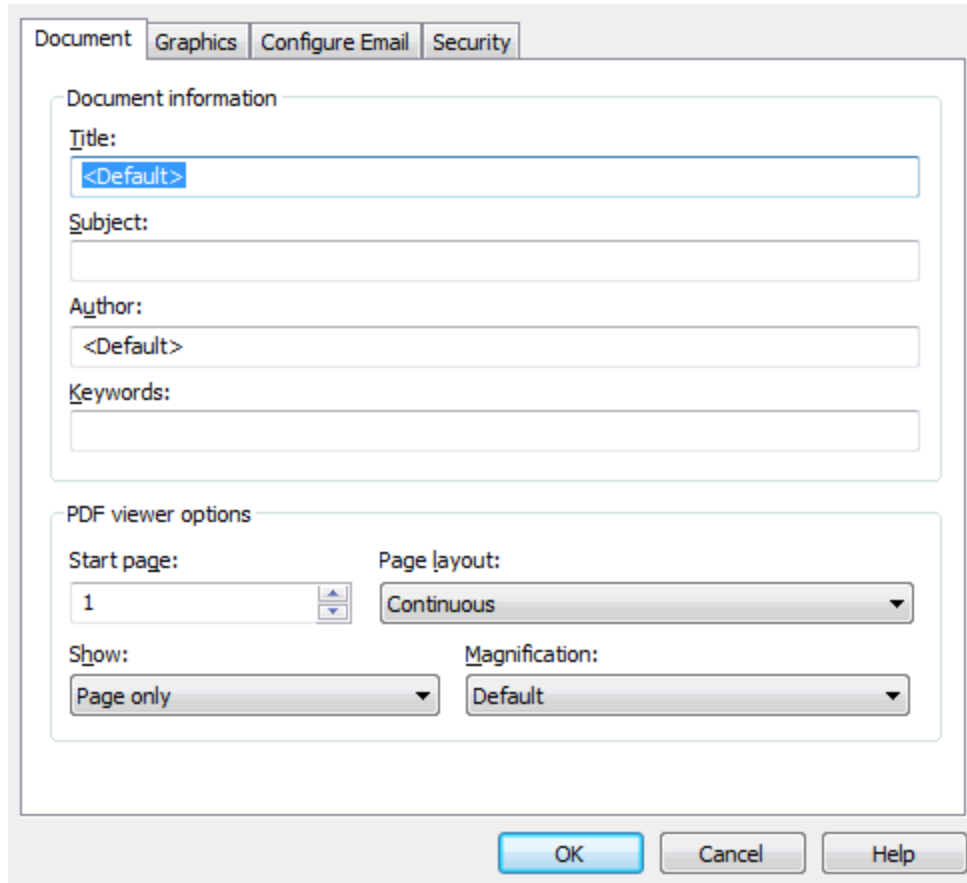 Document Graphics Configure Email Security
Document information
Title:
<Default>
Subject:
Author:
<Default>
Keywords:
PDF viewer options
Start page: Page layout:
1 Continuous
Show: Magnification:
Page only Default
OK Cancel Help